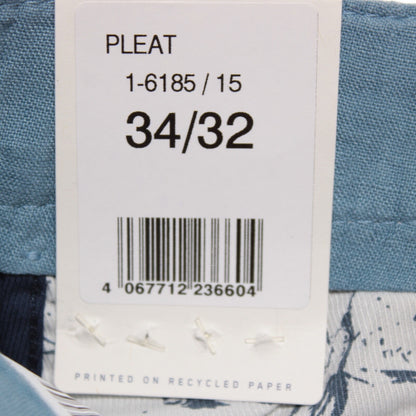 PLEAT
1-6185 / 15
34/32
4 067712 236604
PRINTED ON RECYCLED PAPER